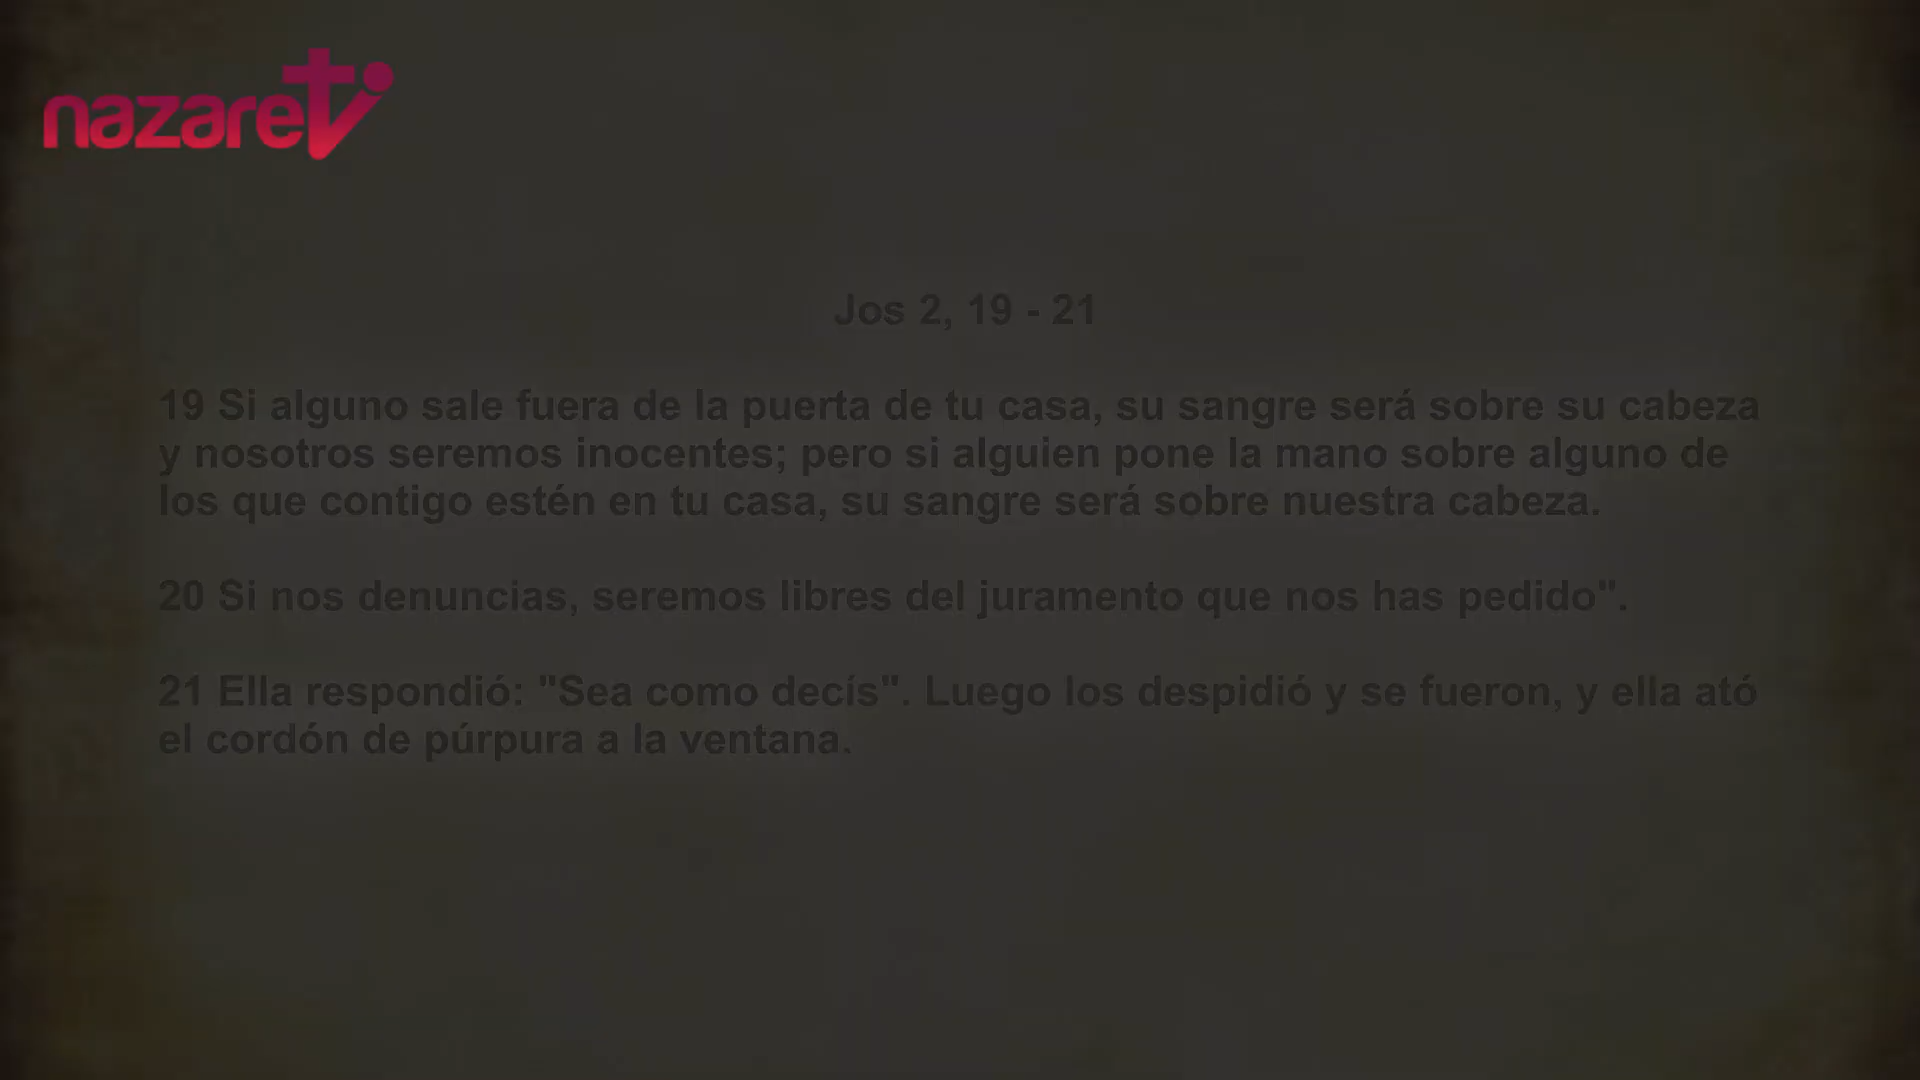 nazaretv
Jos 2, 19 - 21
19 Si alguno sale fuera de la puerta de tu casa, su sangre será sobre su cabeza
y nosotros seremos inocentes; pero si alguien pone la mano sobre alguno de
los que contigo estén en tu casa, su sangre será sobre nuestra cabeza.
20 Si nos denuncias, seremos libres del juramento que nos has pedido".
21 Ella respondió: "Sea como decís". Luego los despidió y se fueron, y ella ató
el cordón de púrpura a la ventana.